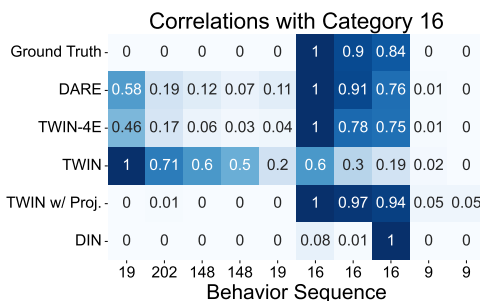 Correlations with Category 16
Ground Truth 0 0 0 0 0 1 0.9 0.84 0 0
DARE 0.58 0.19 0.12 0.07 0.11 1 0.91 0.76 0.01 0
TWIN-4E 0.46 0.17 0.06 0.03 0.04 1 0.78 0.75 0.01 0
TWIN 1 0.71 0.6 0.5 0.2 0.6 0.3 0.19 0.02 0
TWIN w/ Proj. 0 0.01 0 0 0 1 0.97 0.94 0.05 0.05
DIN 0 0 0 0 0 0.08 0.01 1 0 0
19 202 148 148 19 16 16 16 9 9
Behavior Sequence